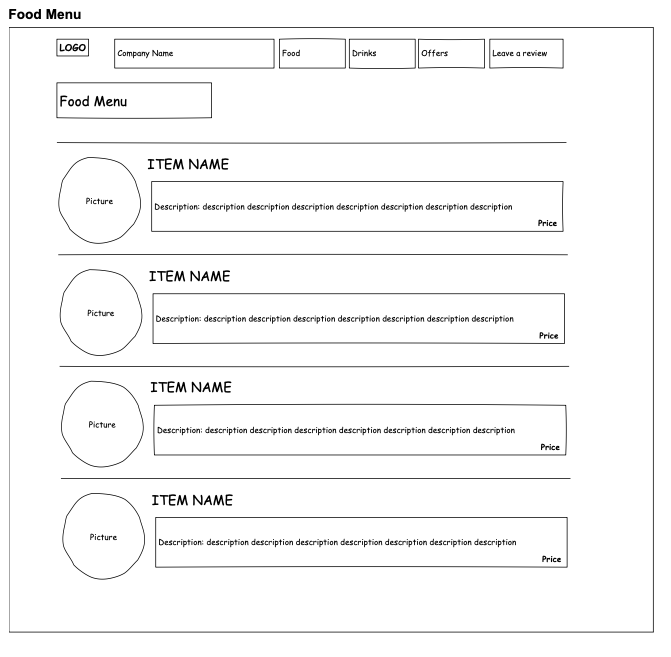 Food Menu
LOGO
Company Name
Food
Drinks
Offers
Leave a review
Food Menu
ITEM NAME
Picture
Description: description description description description description description description
Price
ITEM NAME
Picture
Description: description description description description description description description
Price
ITEM NAME
Picture
Description: description description description description description description description
Price
ITEM NAME
Picture
Description: description description description description description description description
Price